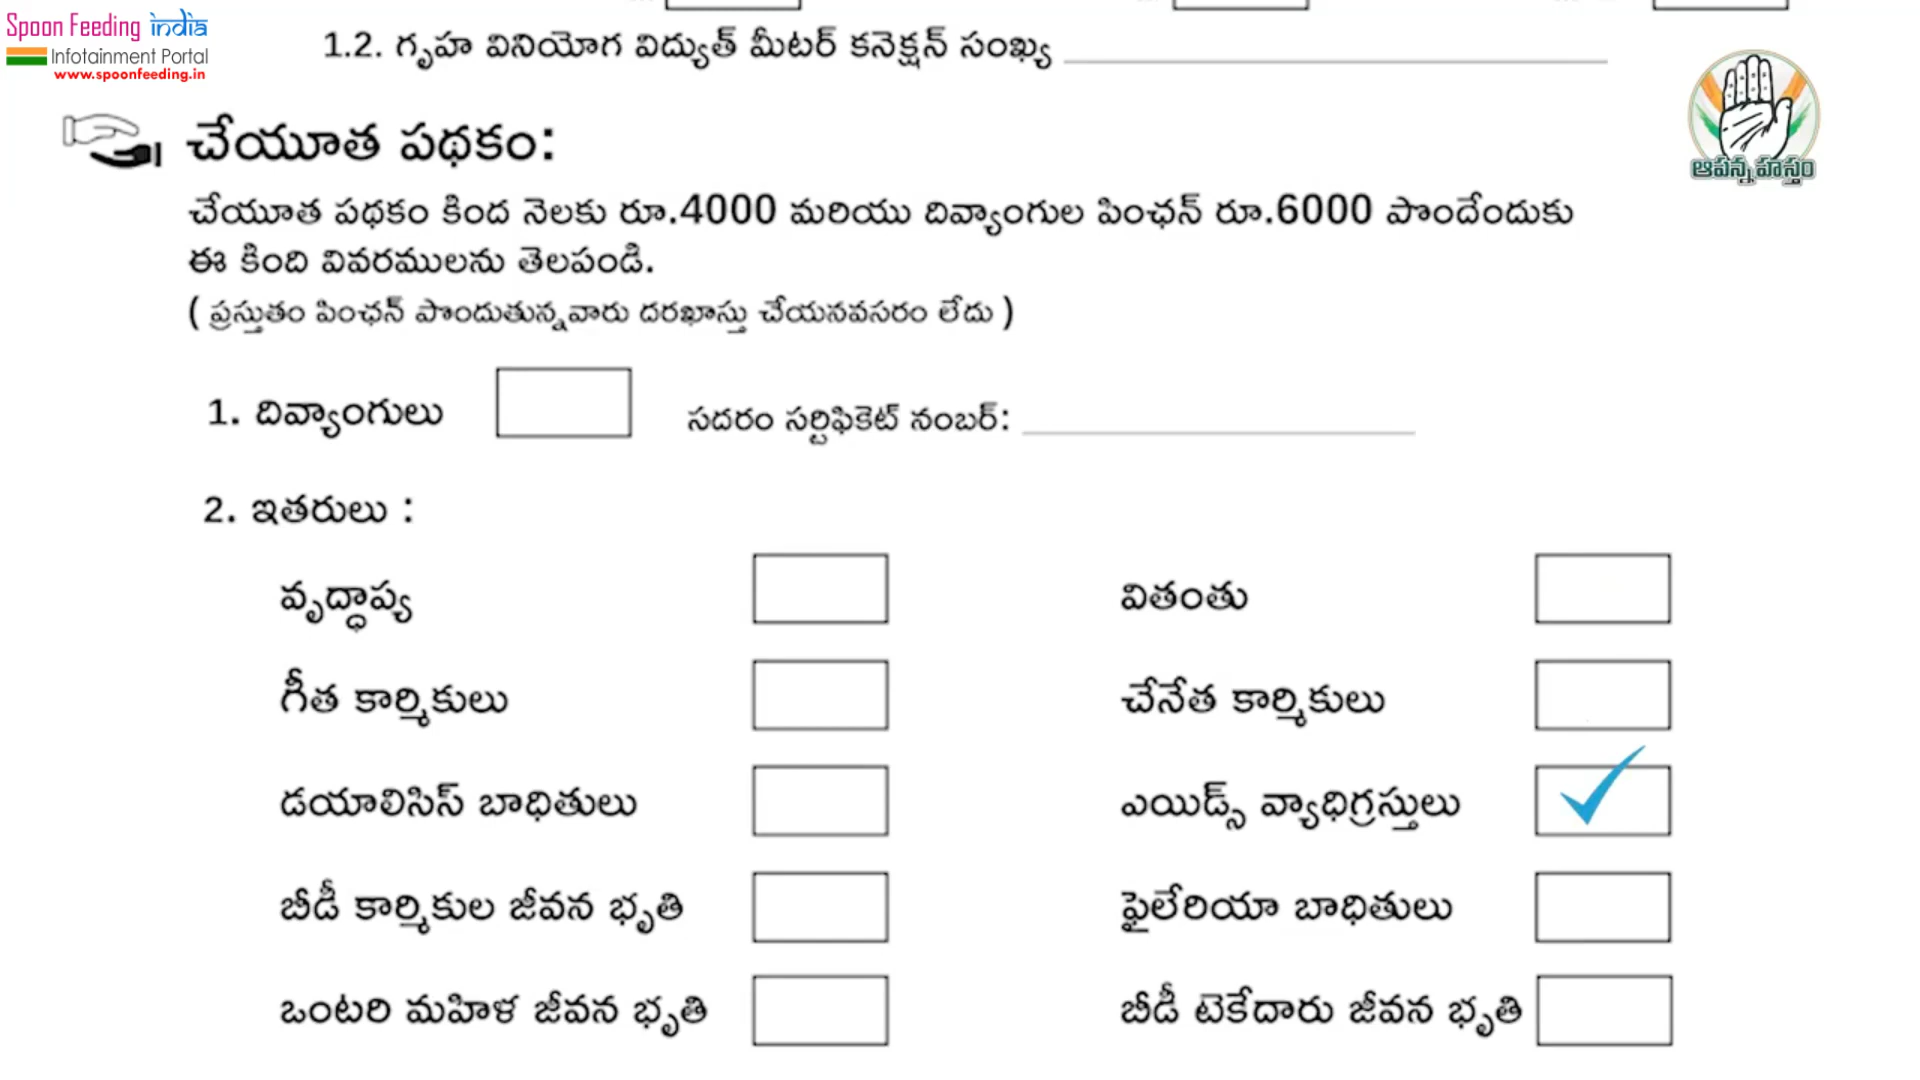 Spoon Feeding india
Infotainment Portal
www.spoonfeeding.in
1.2. గృహ వినియోగ విద్యుత్ మీటర్ కనెక్షన్ సంఖ్య
చేయూత పథకం:
ఆపన్న హస్తం
చేయూత పథకం కింద నెలకు రూ.4000 మరియు దివ్యాంగుల పింఛన్ రూ.6000 పొందేందుకు
ఈ కింది వివరములను తెలపండి.
( ప్రస్తుతం పింఛన్ పొందుతున్నవారు దరఖాస్తు చేయనవసరం లేదు )
1. దివ్యాంగులు సదరం సర్టిఫికెట్ నంబర్:
2. ఇతరులు :
వృద్ధాప్య వితంతు
గీత కార్మికులు చేనేత కార్మికులు
డయాలిసిస్ బాధితులు ఎయిడ్స్ వ్యాధిగ్రస్తులు
బీడీ కార్మికుల జీవన భృతి ఫైలేరియా బాధితులు
ఒంటరి మహిళ జీవన భృతి బీడీ టెకేదారు జీవన భృతి